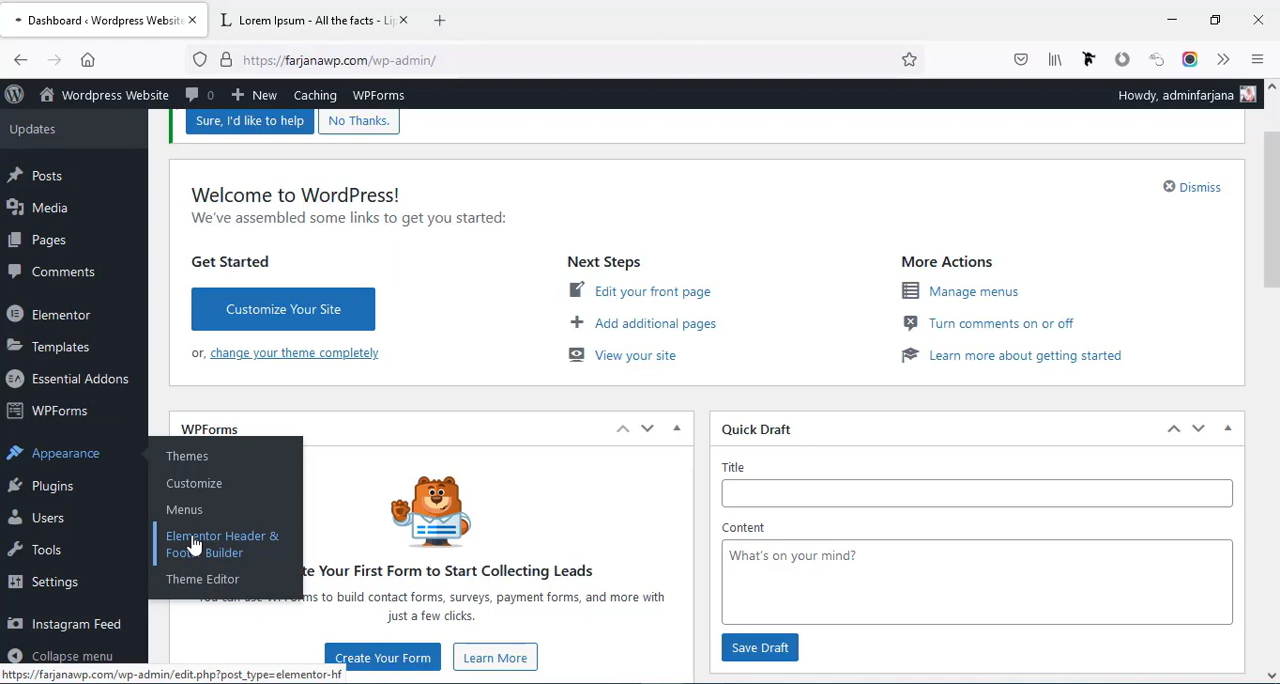 Dashboard ‹ Wordpress Website
Lorem Ipsum - All the facts - Lip
https://farjanawp.com/wp-admin/
Wordpress Website
0
New
Caching
WPForms
Howdy, adminfarjana
Updates
Sure, I'd like to help
No Thanks.
Posts
Media
Pages
Comments
Elementor
Templates
Essential Addons
WPForms
Appearance
Plugins
Users
Tools
Settings
Instagram Feed
Collapse menu
Themes
Customize
Menus
Elementor Header &
Footer Builder
Theme Editor
Welcome to WordPress!
Dismiss
We've assembled some links to get you started:
Get Started
Customize Your Site
or, change your theme completely
Next Steps
Edit your front page
Add additional pages
View your site
More Actions
Manage menus
Turn comments on or off
Learn more about getting started
WPForms
te Your First Form to Start Collecting Leads
You can use WPForms to build contact forms, surveys, payment forms, and more with
just a few clicks.
Create Your Form
Learn More
Quick Draft
Title
Content
What's on your mind?
Save Draft
https://farjanawp.com/wp-admin/edit.php?post_type=elementor-hf